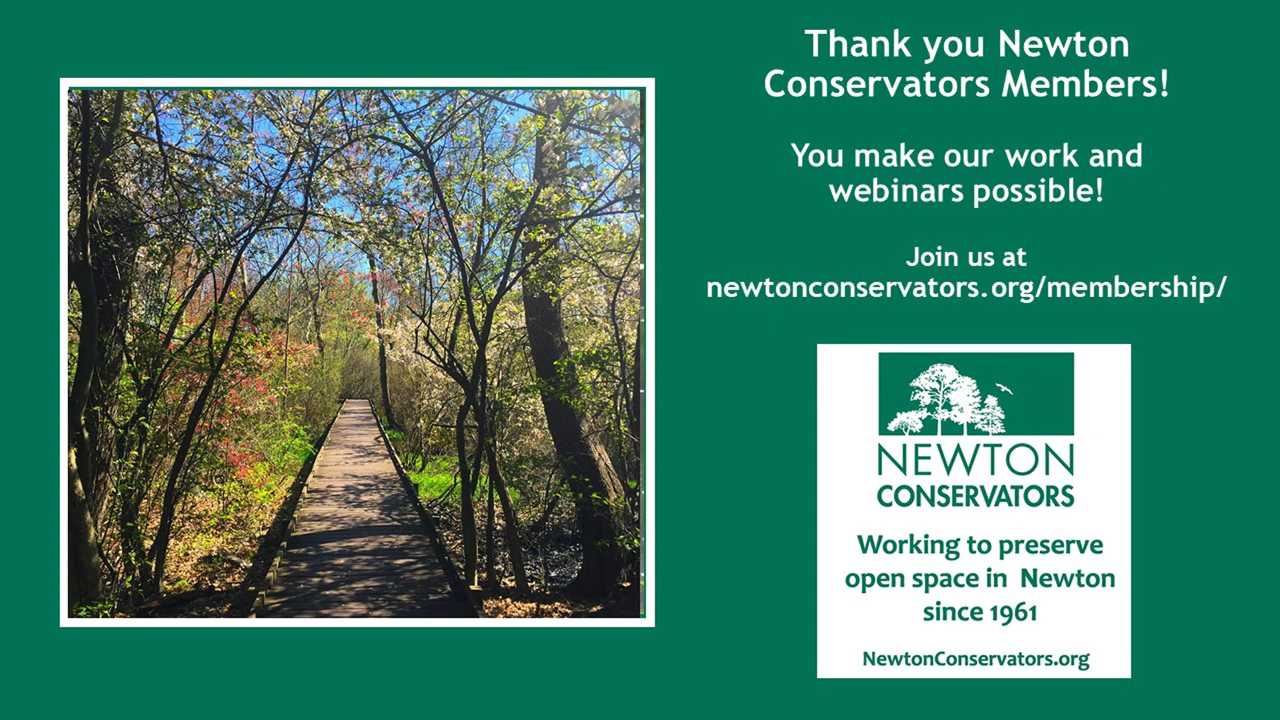 Thank you Newton
Conservators Members!
You make our work and
webinars possible!
Join us at
newtonconservators.org/membership/
NEWTON
CONSERVATORS
Working to preserve
open space in Newton
since 1961
NewtonConservators.org